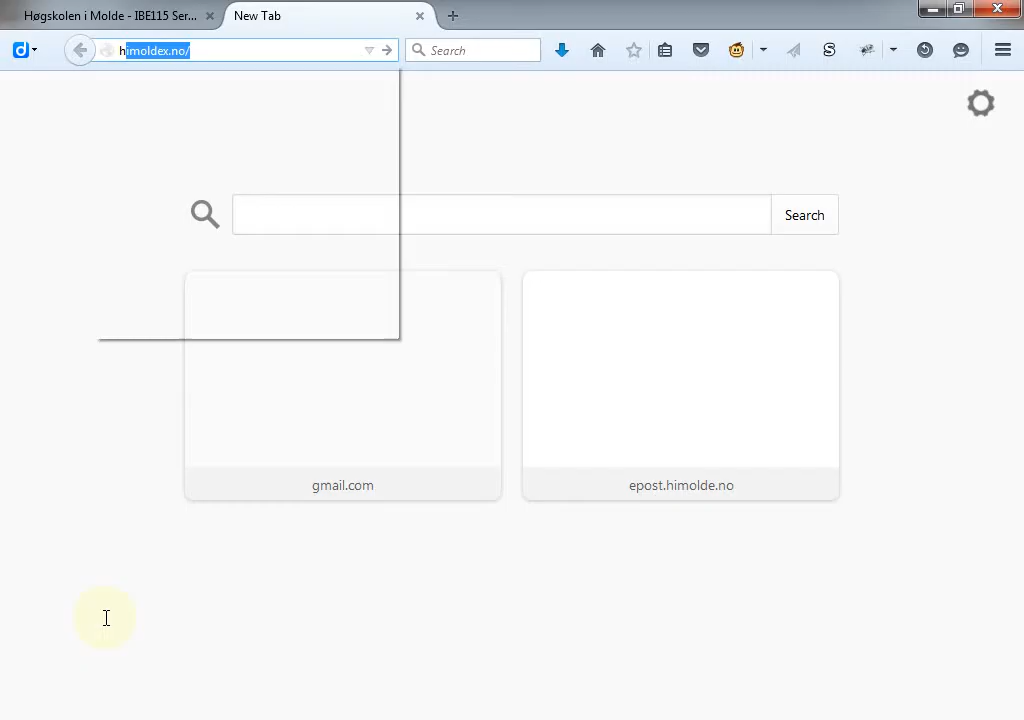 Høgskolen i Molde - IBE115 Ser...
New Tab
himoldex.no/
Search
Search
gmail.com
epost.himolde.no